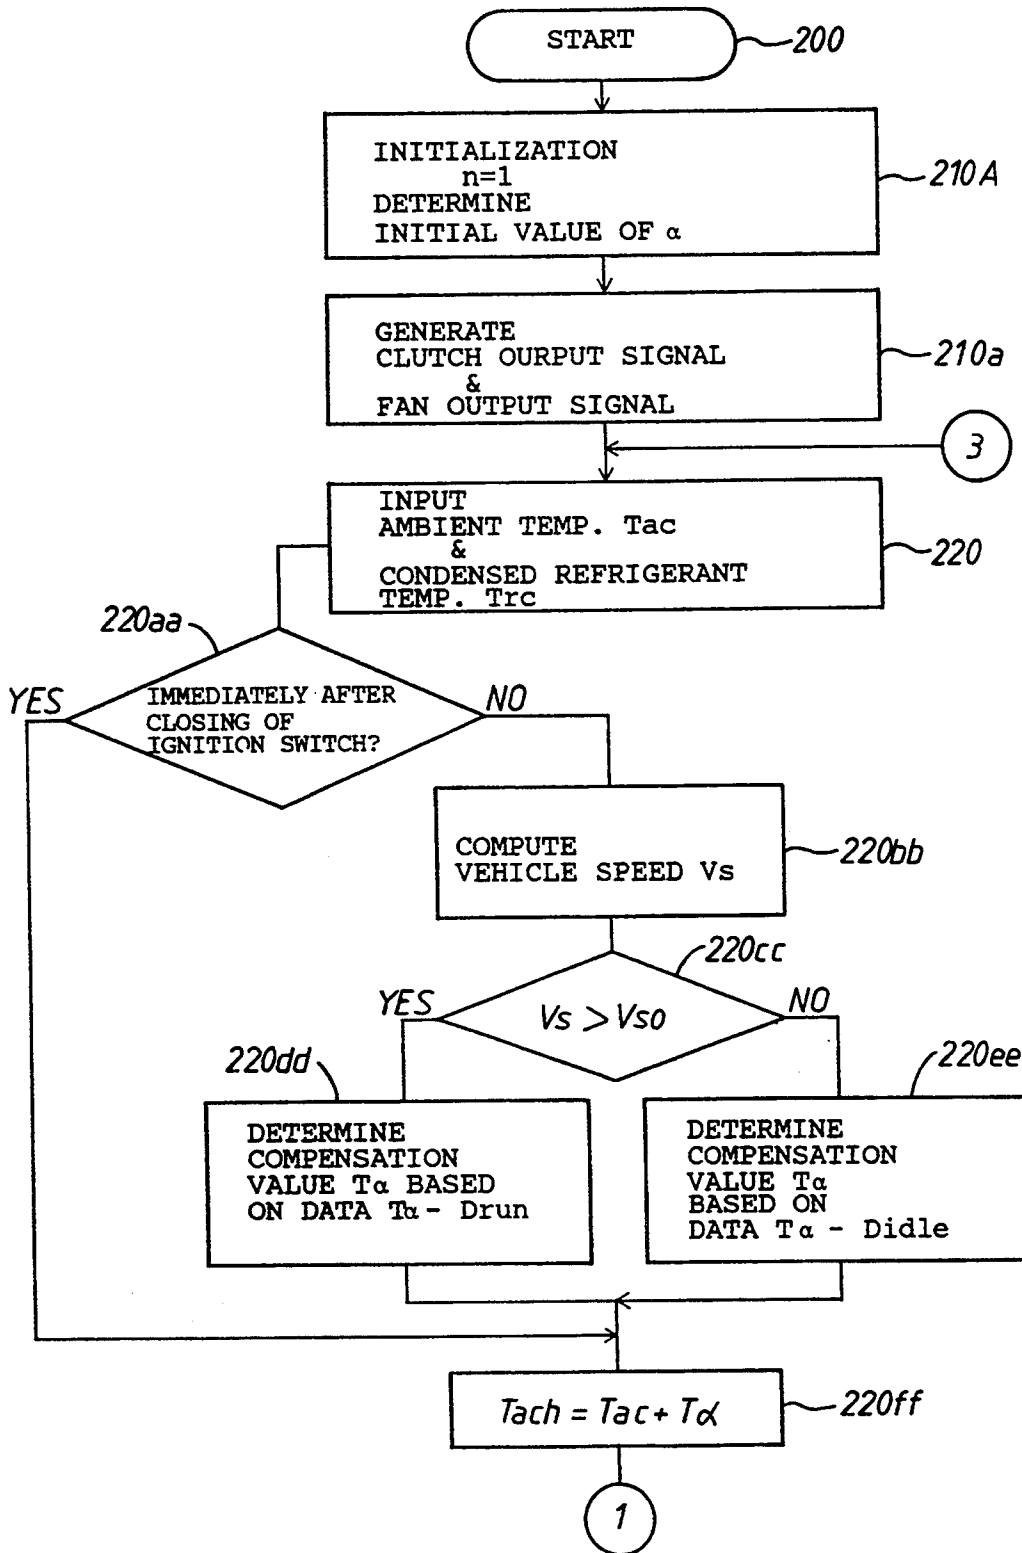 START
200
INITIALIZATION
n=1
DETERMINE
INITIAL VALUE OF α
210A
GENERATE
CLUTCH OURPUT SIGNAL
&
FAN OUTPUT SIGNAL
210a
3
INPUT
AMBIENT TEMP. Tac
&
CONDENSED REFRIGERANT
TEMP. Trc
220
220aa
YES
IMMEDIATELY AFTER
CLOSING OF
IGNITION SWITCH?
NO
COMPUTE
VEHICLE SPEED Vs
220bb
220cc
YES
Vs > Vso
NO
220dd
DETERMINE
COMPENSATION
VALUE Tα BASED
ON DATA Tα - Drun
220ee
DETERMINE
COMPENSATION
VALUE Tα
BASED ON
DATA Tα - Didle
Tach = Tac + Tα
220ff
1